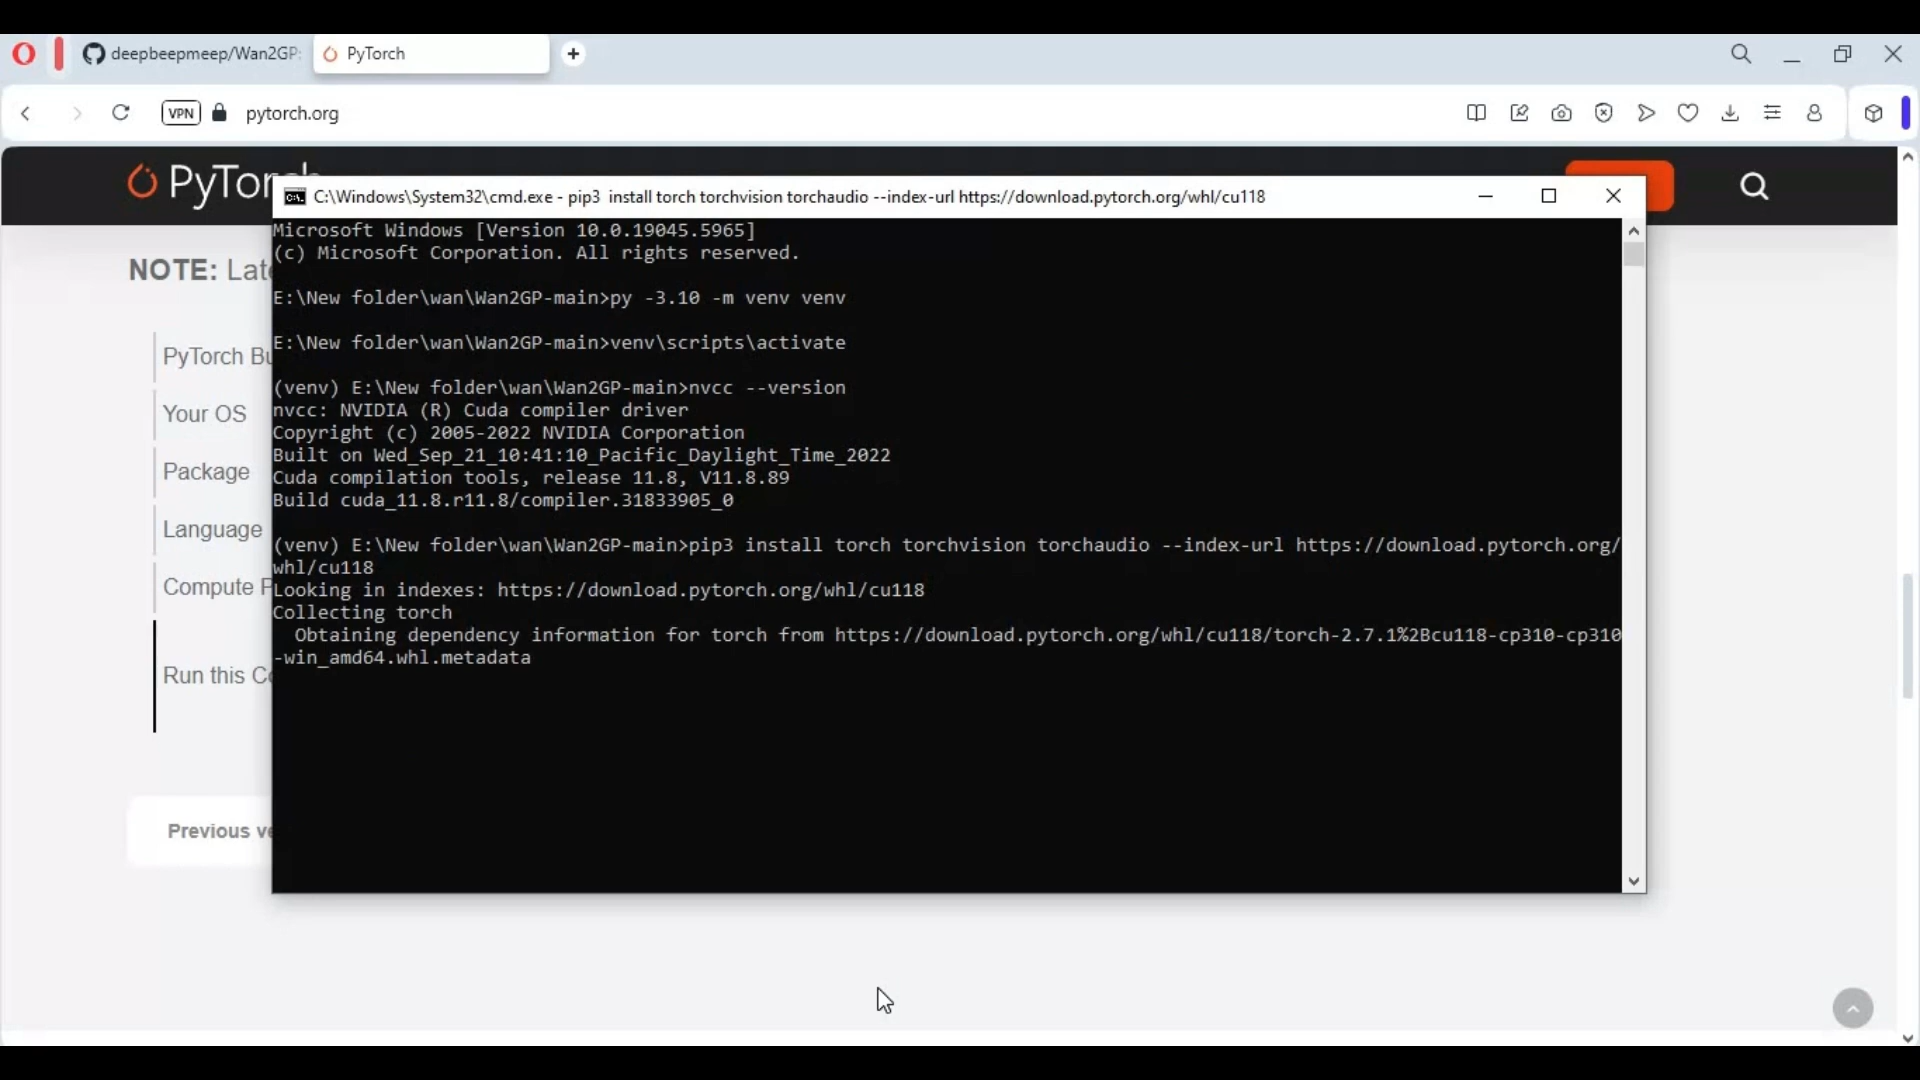 deepbeepmeep/Wan2GP:
PyTorch
VPN
pytorch.org
PyTorch
C:\Windows\System32\cmd.exe - pip3 install torch torchvision torchaudio --index-url https://download.pytorch.org/whl/cu118
Microsoft Windows [Version 10.0.19045.5965]
(c) Microsoft Corporation. All rights reserved.
E:\New folder\wan\Wan2GP-main>py -3.10 -m venv venv
E:\New folder\wan\Wan2GP-main>venv\scripts\activate
(venv) E:\New folder\wan\Wan2GP-main>nvcc --version
nvcc: NVIDIA (R) Cuda compiler driver
Copyright (c) 2005-2022 NVIDIA Corporation
Built on Wed_Sep_21_10:41:10_Pacific_Daylight_Time_2022
Cuda compilation tools, release 11.8, V11.8.89
Build cuda_11.8.r11.8/compiler.31833905_0
(venv) E:\New folder\wan\Wan2GP-main>pip3 install torch torchvision torchaudio --index-url https://download.pytorch.org/
whl/cu118
Looking in indexes: https://download.pytorch.org/whl/cu118
Collecting torch
Obtaining dependency information for torch from https://download.pytorch.org/whl/cu118/torch-2.7.1%2Bcu118-cp310-cp310
-win_amd64.whl.metadata
NOTE: Late
PyTorch Bu
Your OS
Package
Language
Compute P
Run this Co
Previous ve